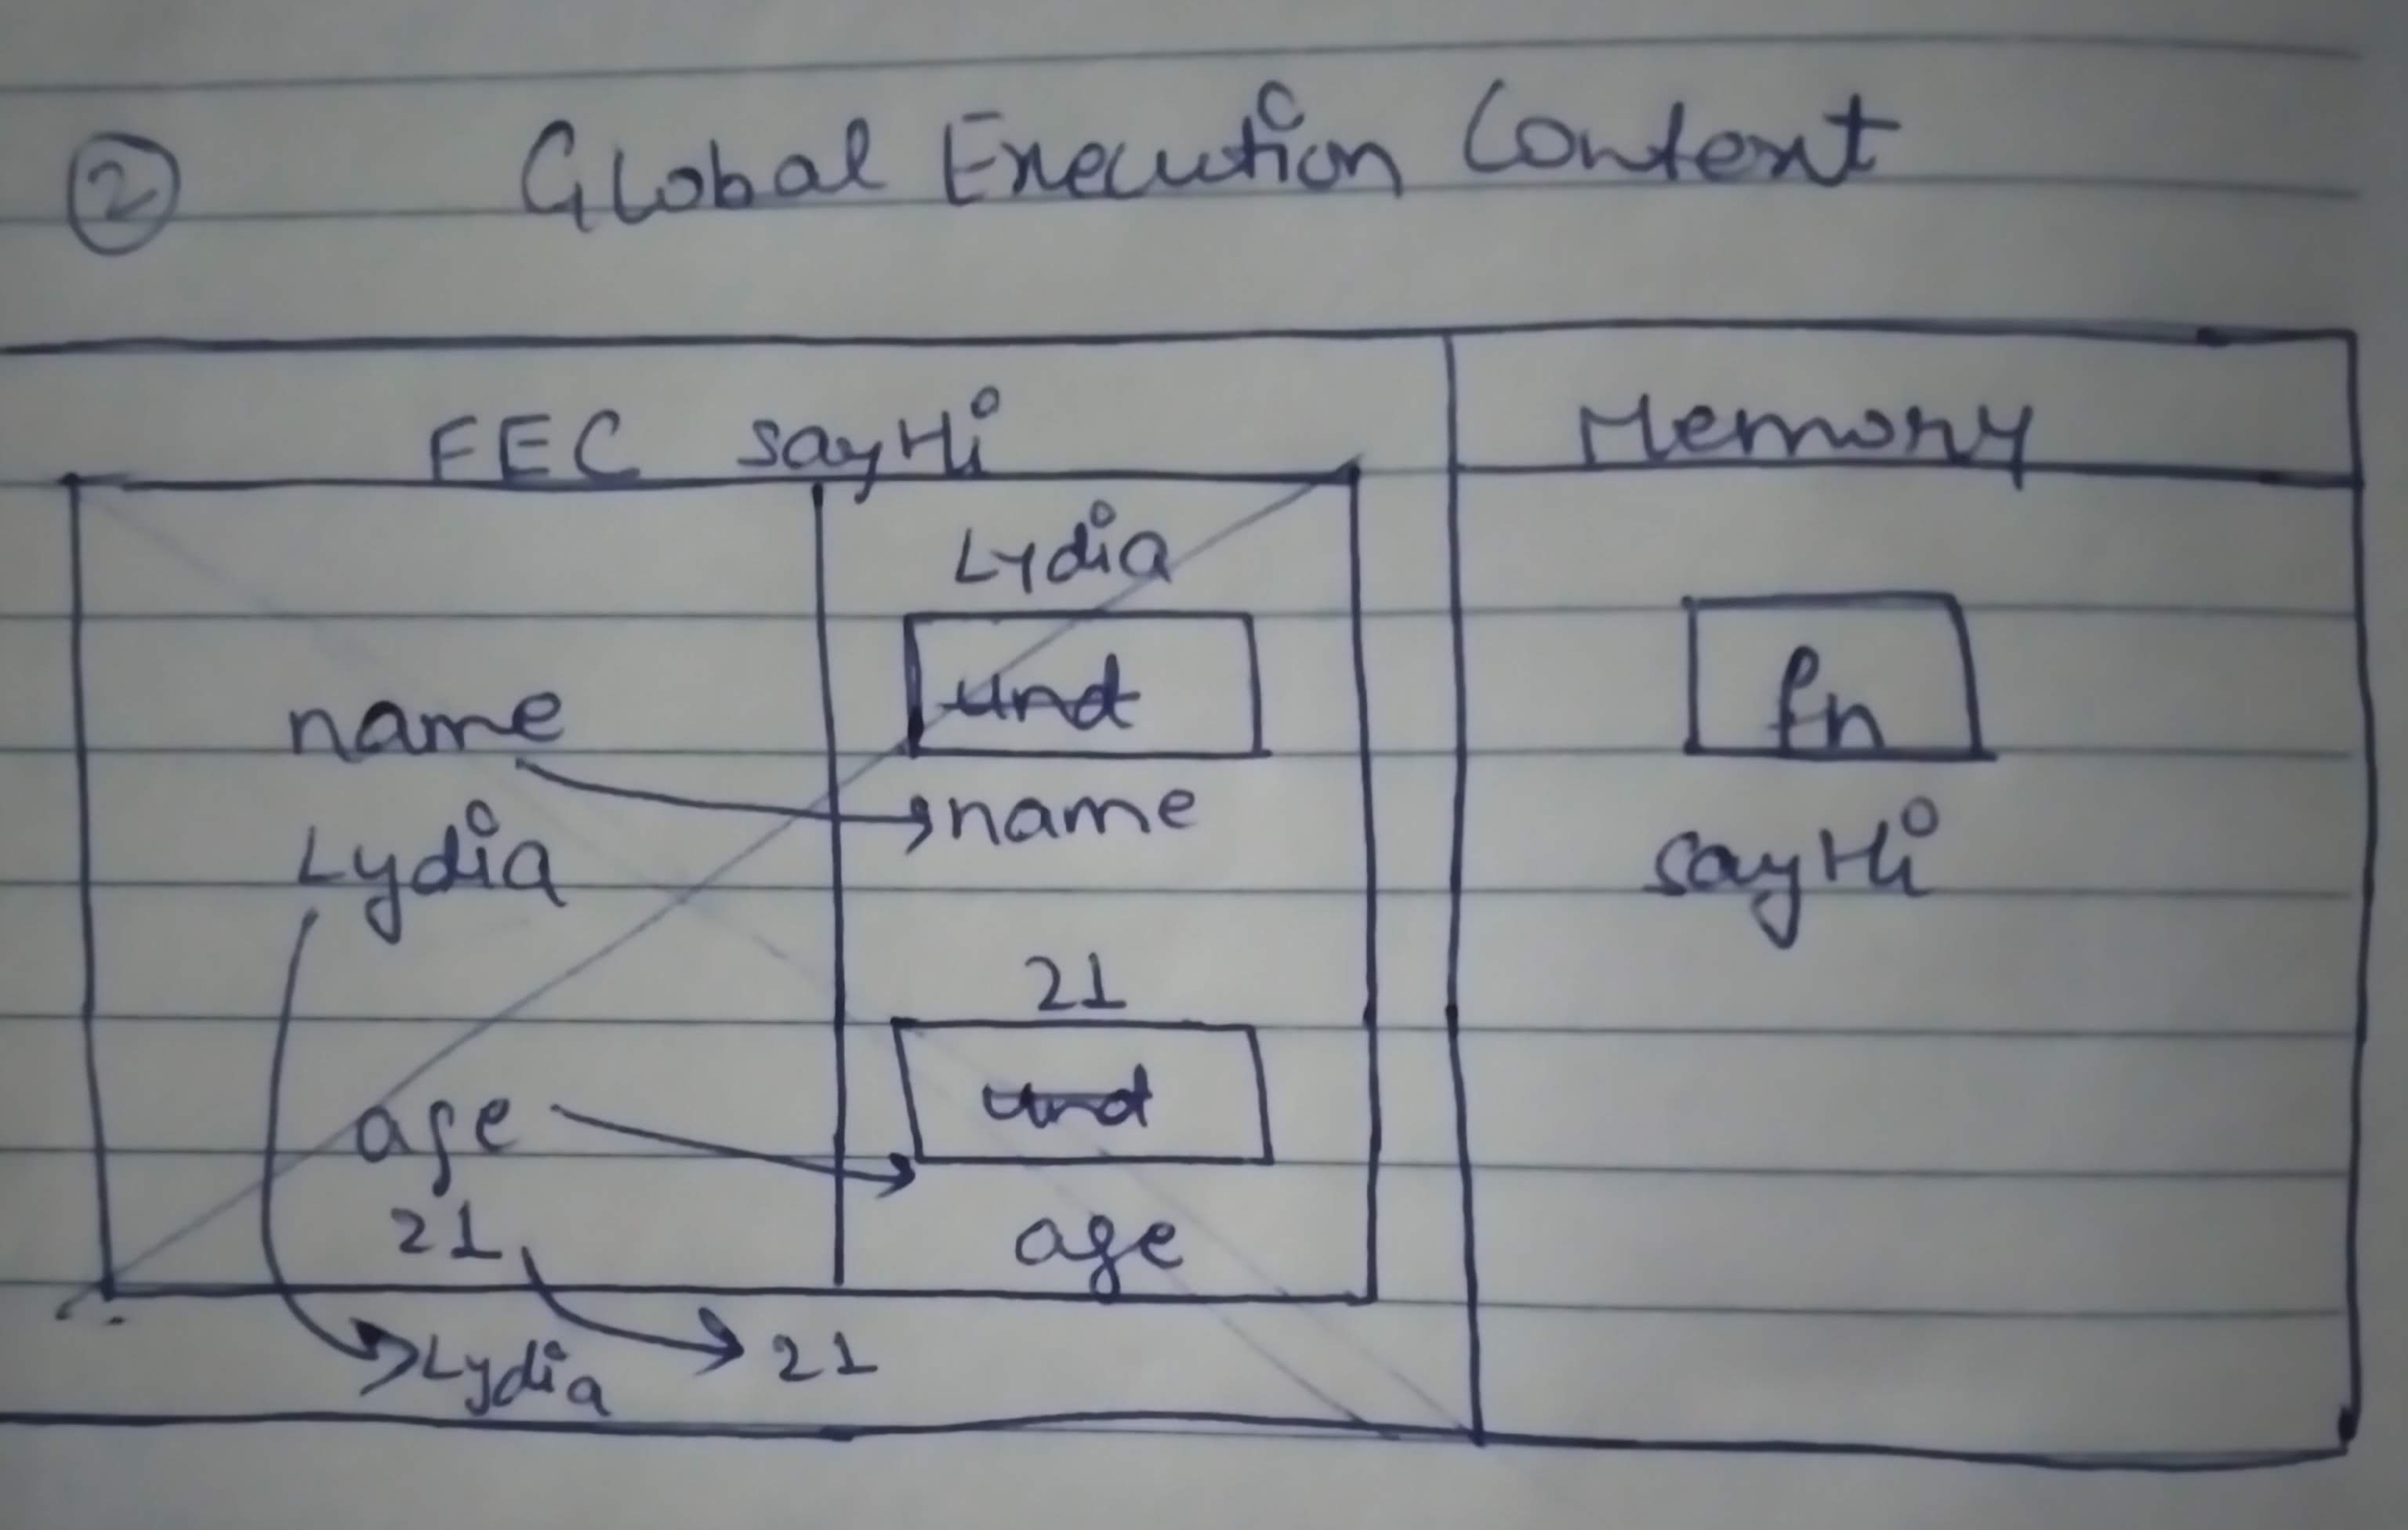 2 Global Execution Context
FEC sayHi
Memory
Lydia
und
name
name
Lydia
fn
sayHi
21
und
age
age
21
Lydia 21